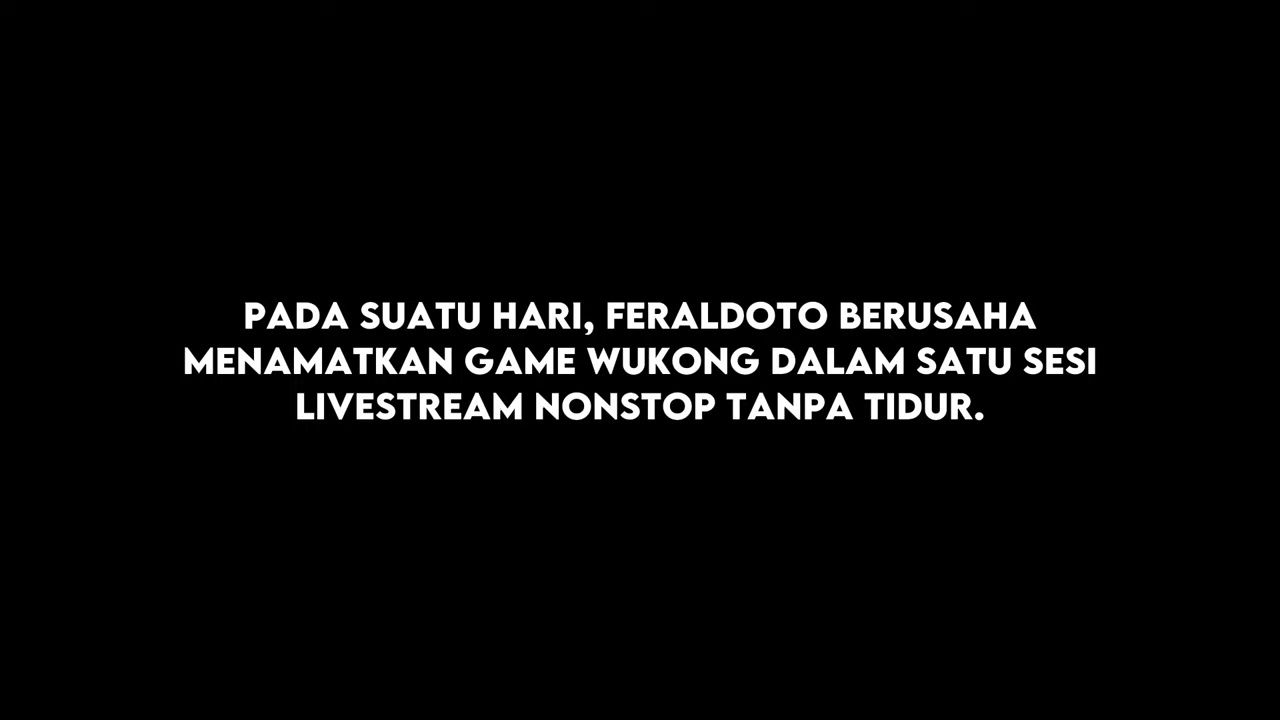 PADA SUATU HARI, FERALDOTO BERUSAHA
MENAMATKAN GAME WUKONG DALAM SATU SESI
LIVESTREAM NONSTOP TANPA TIDUR.